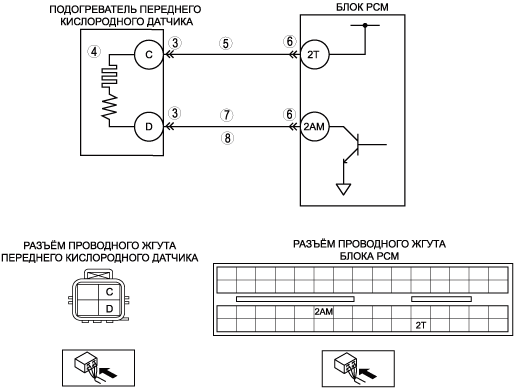 ПОДОГРЕВАТЕЛЬ ПЕРЕДНЕГО
КИСЛОРОДНОГО ДАТЧИКА
БЛОК PCM
4
C
3
5
6
2T
D
3
7
6
2AM
8
РАЗЪЁМ ПРОВОДНОГО ЖГУТА
ПЕРЕДНЕГО КИСЛОРОДНОГО ДАТЧИКА
РАЗЪЁМ ПРОВОДНОГО ЖГУТА
БЛОКА PCM
C
D
2AM
2T